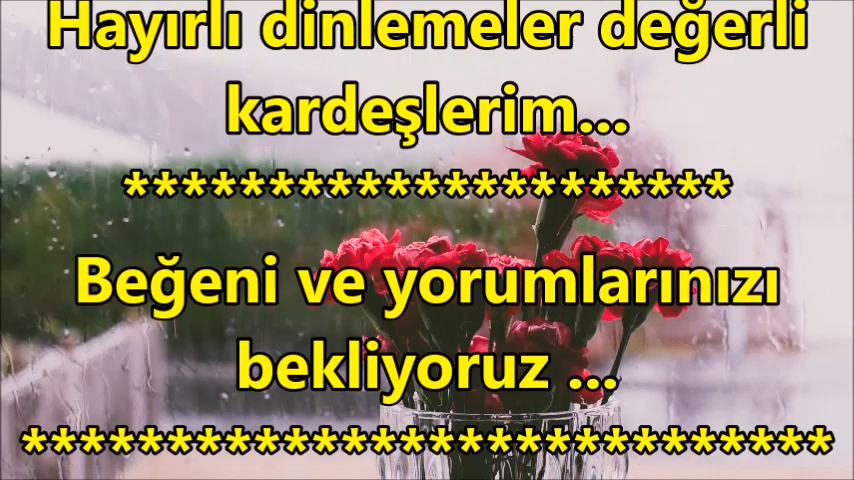 Hayırlı dinlemeler değerli
kardeşlerim...
*********************
Beğeni ve yorumlarınızı
bekliyoruz ...
****************************